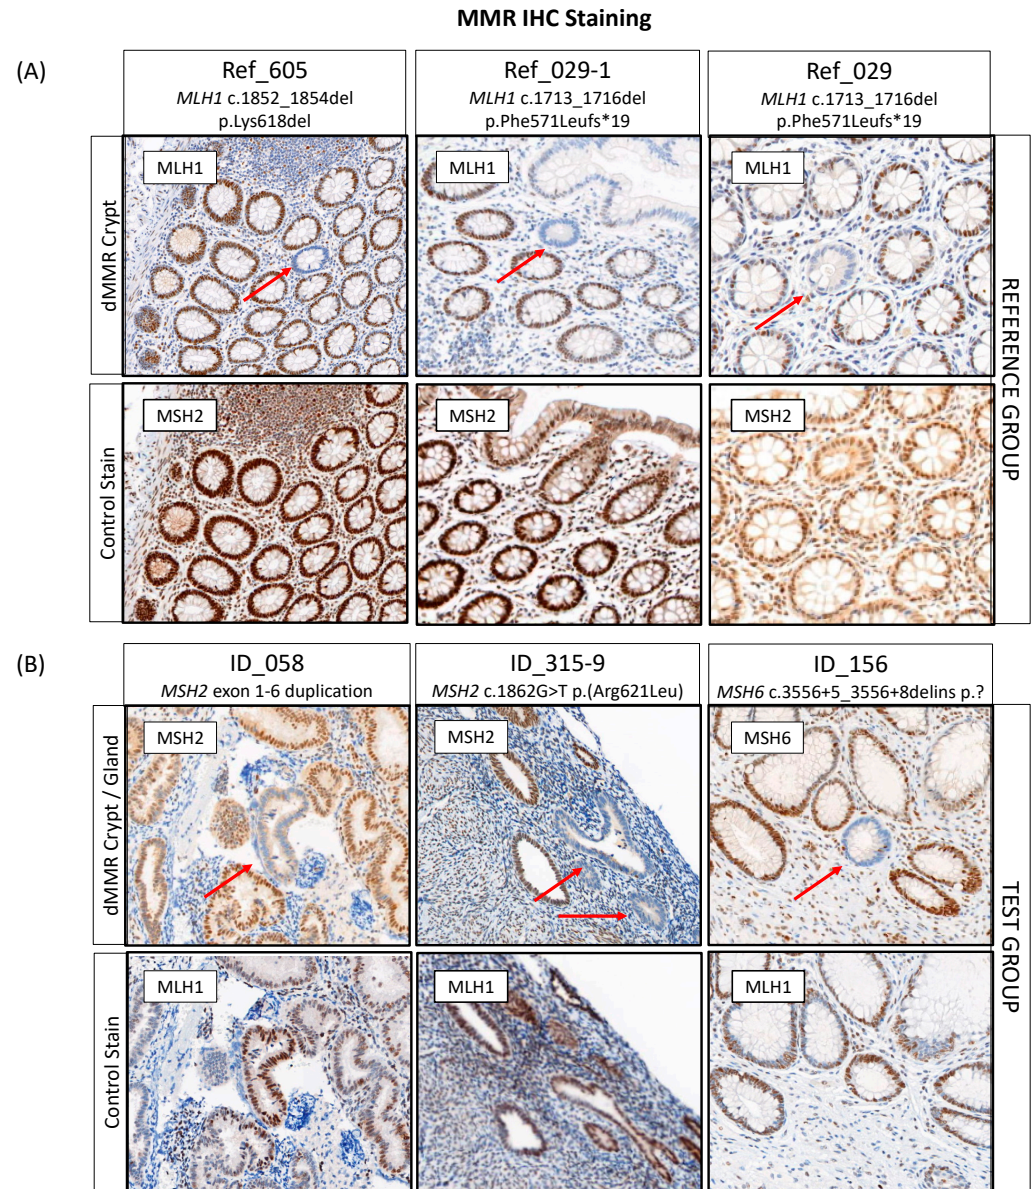 MMR IHC Staining
(A)
Ref_605
MLH1 c.1852_1854del
p.Lys618del
Ref_029-1
MLH1 c.1713_1716del
p.Phe571Leufs*19
Ref_029
MLH1 c.1713_1716del
p.Phe571Leufs*19
dMMR Crypt
MLH1
MLH1
MLH1
Control Stain
MSH2
MSH2
MSH2
REFERENCE GROUP
(B)
ID_058
MSH2 exon 1-6 duplication
ID_315-9
MSH2 c.1862G>T p.(Arg621Leu)
ID_156
MSH6 c.3556+5_3556+8delins p.?
dMMR Crypt / Gland
MSH2
MSH2
MSH6
Control Stain
MLH1
MLH1
MLH1
TEST GROUP